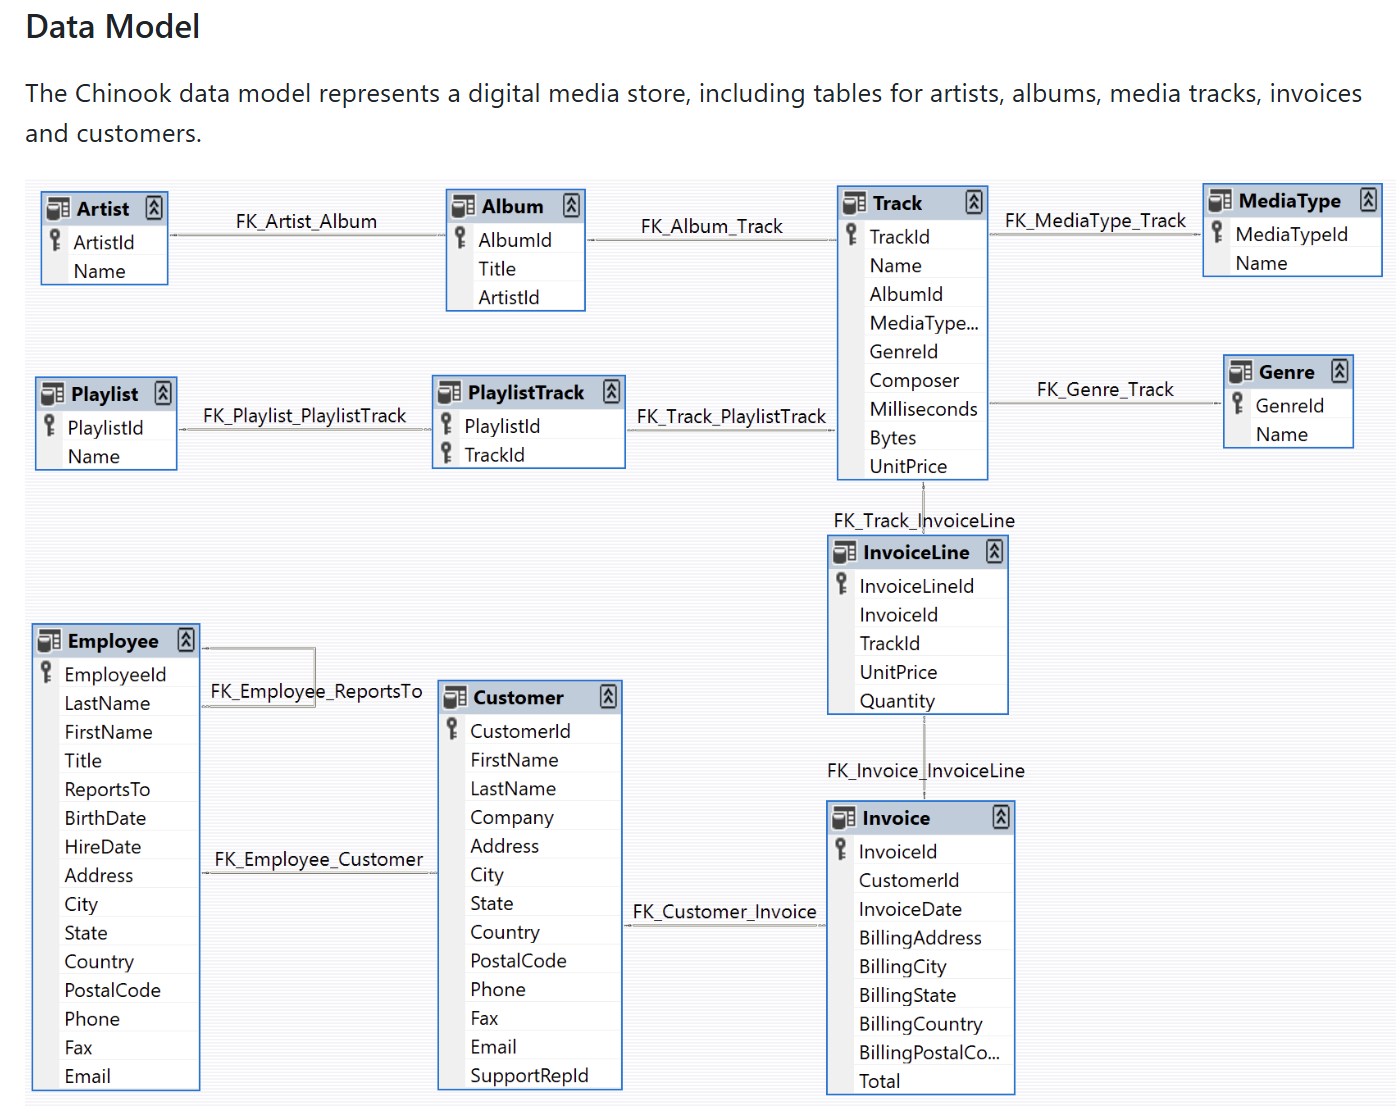 Data Model
The Chinook data model represents a digital media store, including tables for artists, albums, media tracks, invoices
and customers.
Artist
ArtistId
Name
FK_Artist_Album
Album
AlbumId
Title
ArtistId
FK_Album_Track
Track
TrackId
Name
AlbumId
MediaType...
GenreId
Composer
Milliseconds
Bytes
UnitPrice
FK_MediaType_Track
MediaType
MediaTypeId
Name
Playlist
PlaylistId
Name
FK_Playlist_PlaylistTrack
PlaylistTrack
PlaylistId
TrackId
FK_Track_PlaylistTrack
FK_Genre_Track
Genre
GenreId
Name
FK_Track_InvoiceLine
InvoiceLine
InvoiceLineId
InvoiceId
TrackId
UnitPrice
Quantity
Employee
EmployeeId
LastName
FirstName
Title
ReportsTo
BirthDate
HireDate
Address
City
State
Country
PostalCode
Phone
Fax
Email
FK_Employee_ReportsTo
FK_Employee_Customer
Customer
CustomerId
FirstName
LastName
Company
Address
City
State
Country
PostalCode
Phone
Fax
Email
SupportRepId
FK_Customer_Invoice
FK_Invoice_InvoiceLine
Invoice
InvoiceId
CustomerId
InvoiceDate
BillingAddress
BillingCity
BillingState
BillingCountry
BillingPostalCo...
Total